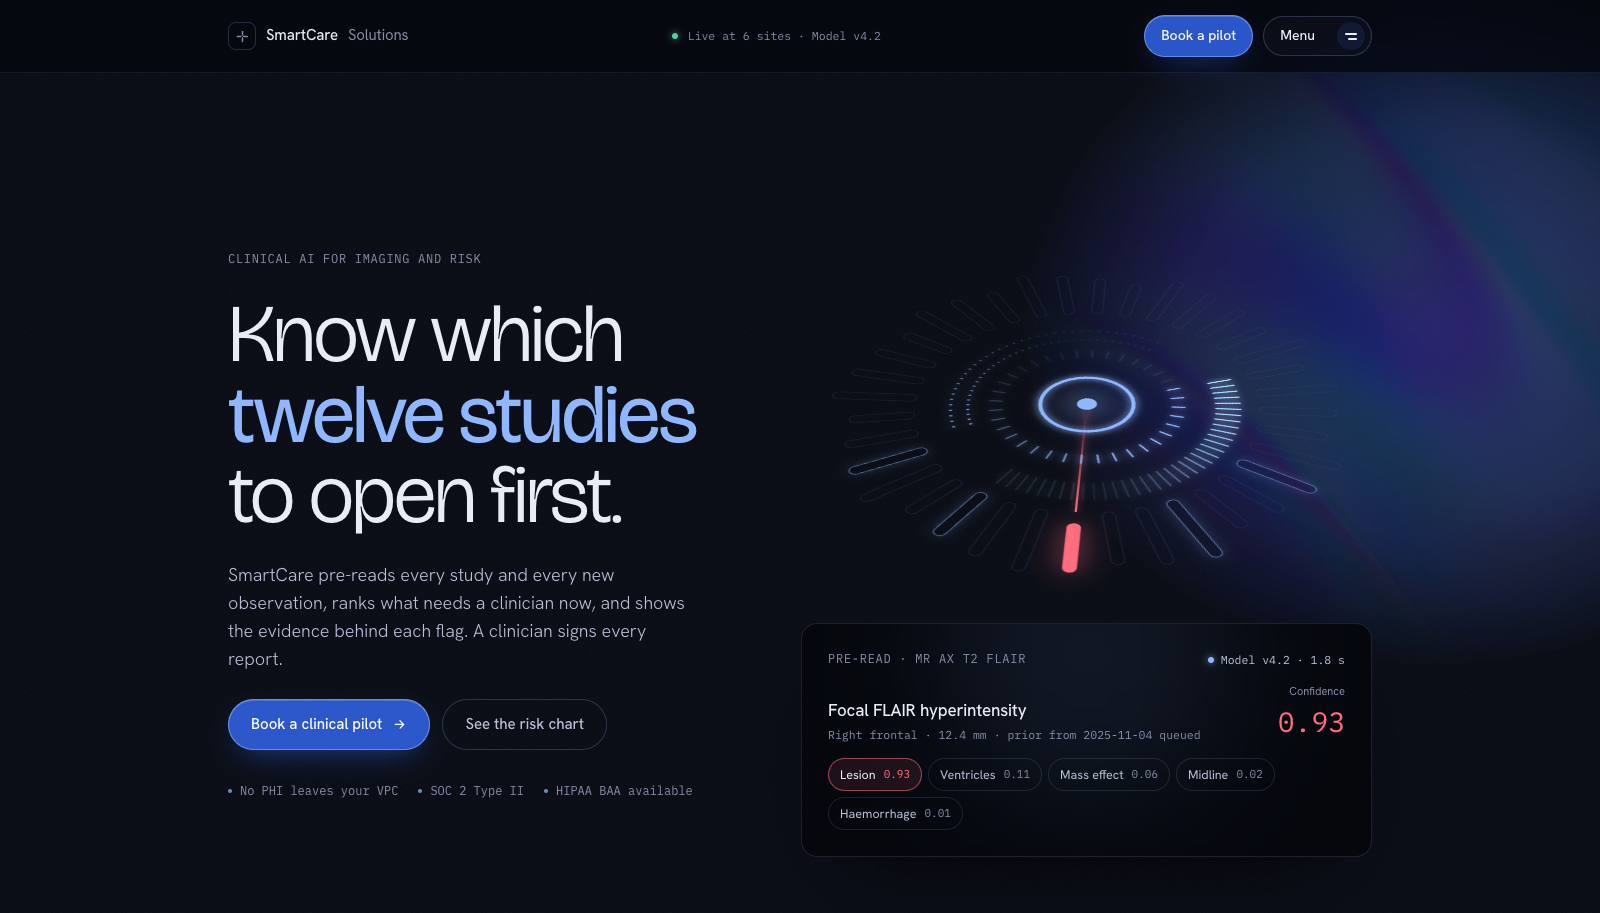 SmartCare Solutions
Live at 6 sites · Model v4.2
Book a pilot
Menu
CLINICAL AI FOR IMAGING AND RISK
Know which
twelve studies
to open first.
SmartCare pre-reads every study and every new
observation, ranks what needs a clinician now, and shows
the evidence behind each flag. A clinician signs every
report.
Book a clinical pilot →
See the risk chart
No PHI leaves your VPC
SOC 2 Type II
HIPAA BAA available
PRE-READ · MR AX T2 FLAIR
Model v4.2 · 1.8 s
Confidence
Focal FLAIR hyperintensity
0.93
Right frontal · 12.4 mm · prior from 2025-11-04 queued
Lesion 0.93
Ventricles 0.11
Mass effect 0.06
Midline 0.02
Haemorrhage 0.01